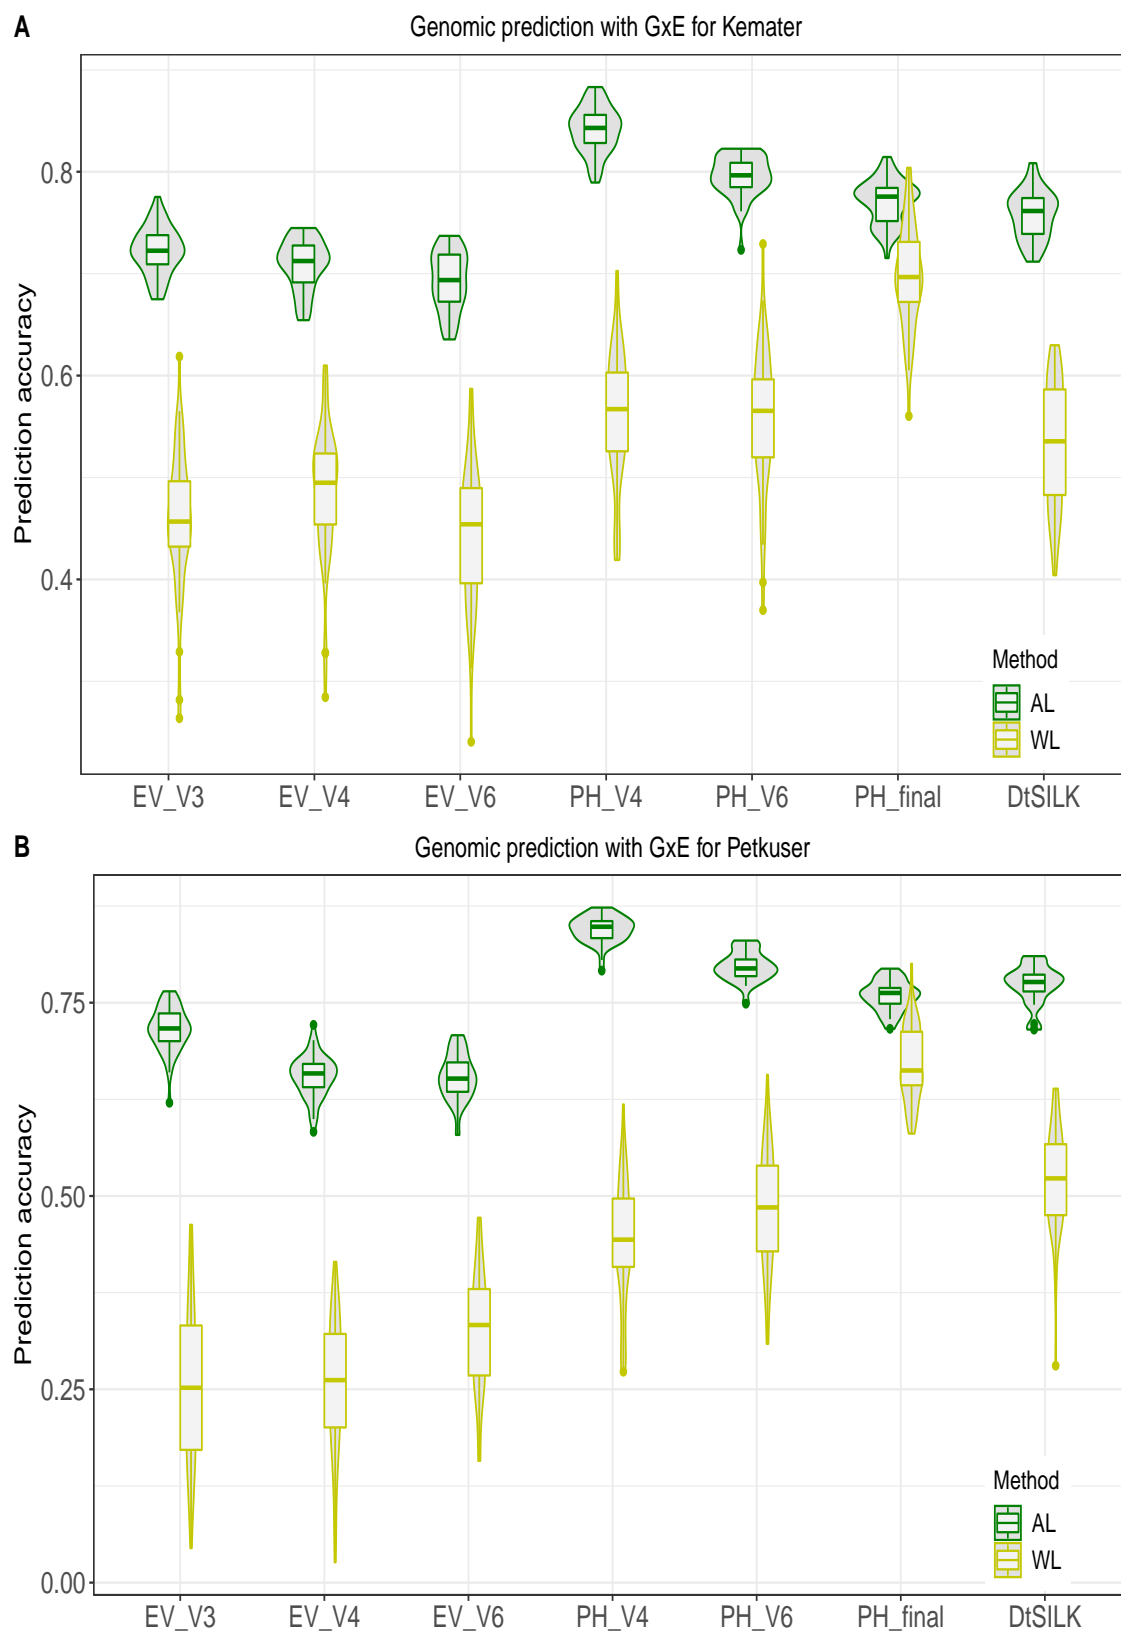 A
Genomic prediction with GxE for Kemater
Prediction accuracy
0.8
0.6
0.4
Method
AL
WL
EV_V3 EV_V4 EV_V6 PH_V4 PH_V6 PH_final DtSILK
B
Genomic prediction with GxE for Petkuser
Prediction accuracy
0.75
0.50
0.25
0.00
Method
AL
WL
EV_V3 EV_V4 EV_V6 PH_V4 PH_V6 PH_final DtSILK